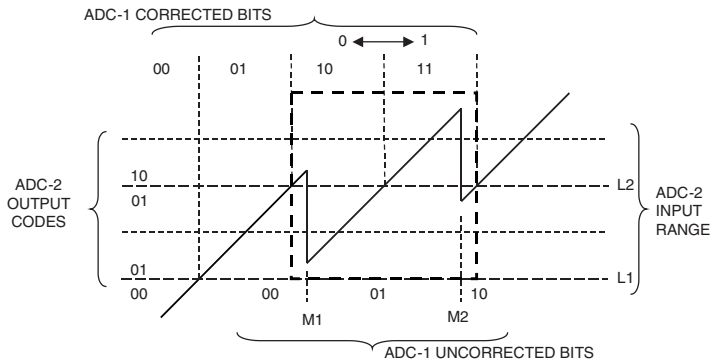 ADC-1 CORRECTED BITS
0 1
00 01 10 11
10
01
L2
ADC-2
OUTPUT
CODES
ADC-2
INPUT
RANGE
01
00
L1
00 01 10
M1 M2
ADC-1 UNCORRECTED BITS